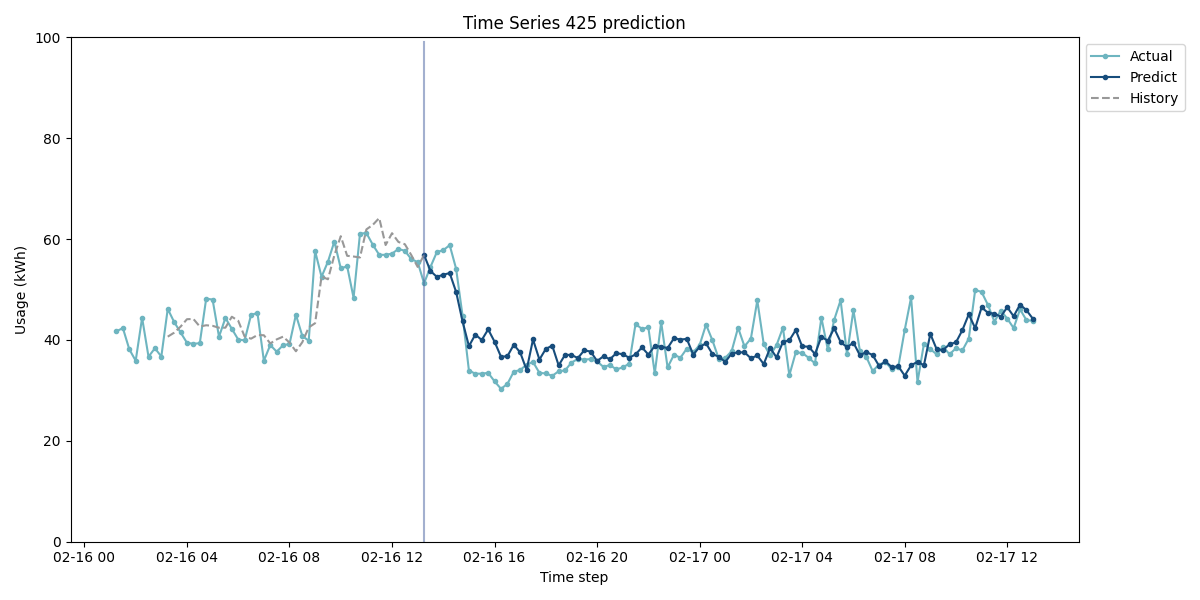 Time Series 425 prediction
Actual
Predict
History
Usage (kWh)
100
80
60
40
20
0
02-16 00
02-16 04
02-16 08
02-16 12
02-16 16
02-16 20
02-17 00
02-17 04
02-17 08
02-17 12
Time step